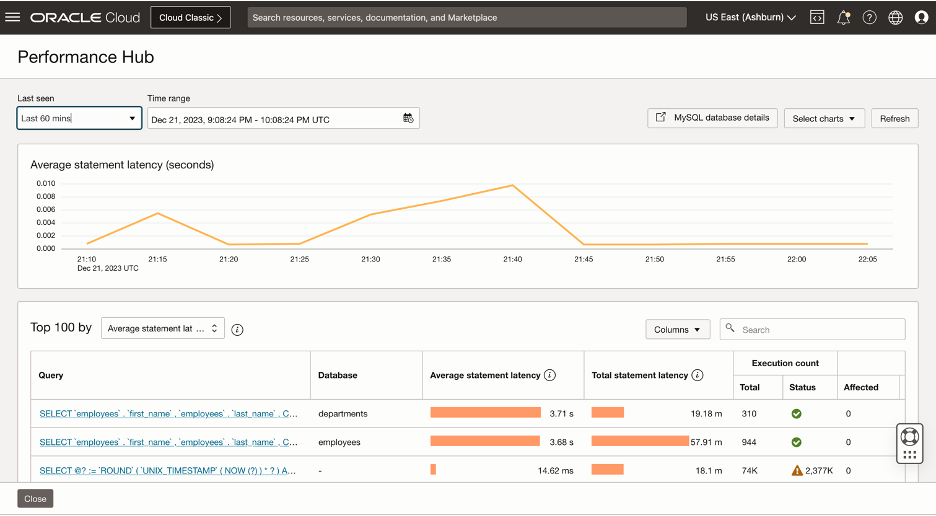 ORACLE Cloud
Cloud Classic >
Search resources, services, documentation, and Marketplace
US East (Ashburn)
Performance Hub
Last seen
Time range
Last 60 mins
Dec 21, 2023, 9:08:24 PM - 10:08:24 PM UTC
MySQL database details
Select charts
Refresh
Average statement latency (seconds)
0.010
0.008
0.006
0.004
0.002
0.000
21:10 21:15 21:20 21:25 21:30 21:35 21:40 21:45 21:50 21:55 22:00 22:05
Dec 21, 2023 UTC
Top 100 by
Average statement lat ...
Columns
Search
Execution count
Query Database Average statement latency Total statement latency
Total Status Affected
SELECT `employees` . `first_name` , `employees` . `last_name` , C... departments 3.71 s 19.18 m 310 0
SELECT `employees` . `first_name` , `employees` . `last_name` , C... employees 3.68 s 57.91 m 944 0
SELECT @? := `ROUND` ( `UNIX_TIMESTAMP` ( NOW (?) ) * ? ) A... - 14.62 ms 18.1 m 74K 2,377K 0
Close